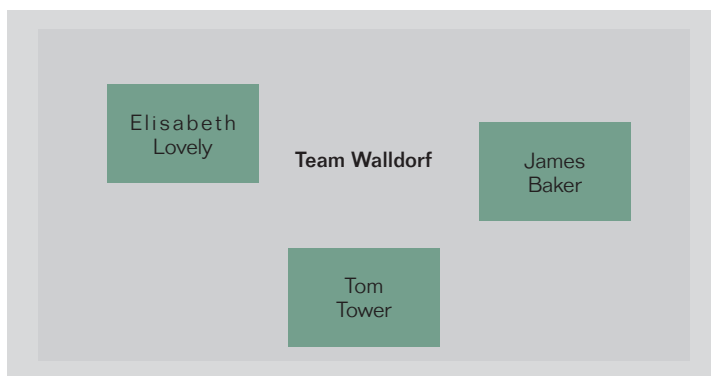 Elisabeth
Lovely
Team Walldorf
James
Baker
Tom
Tower